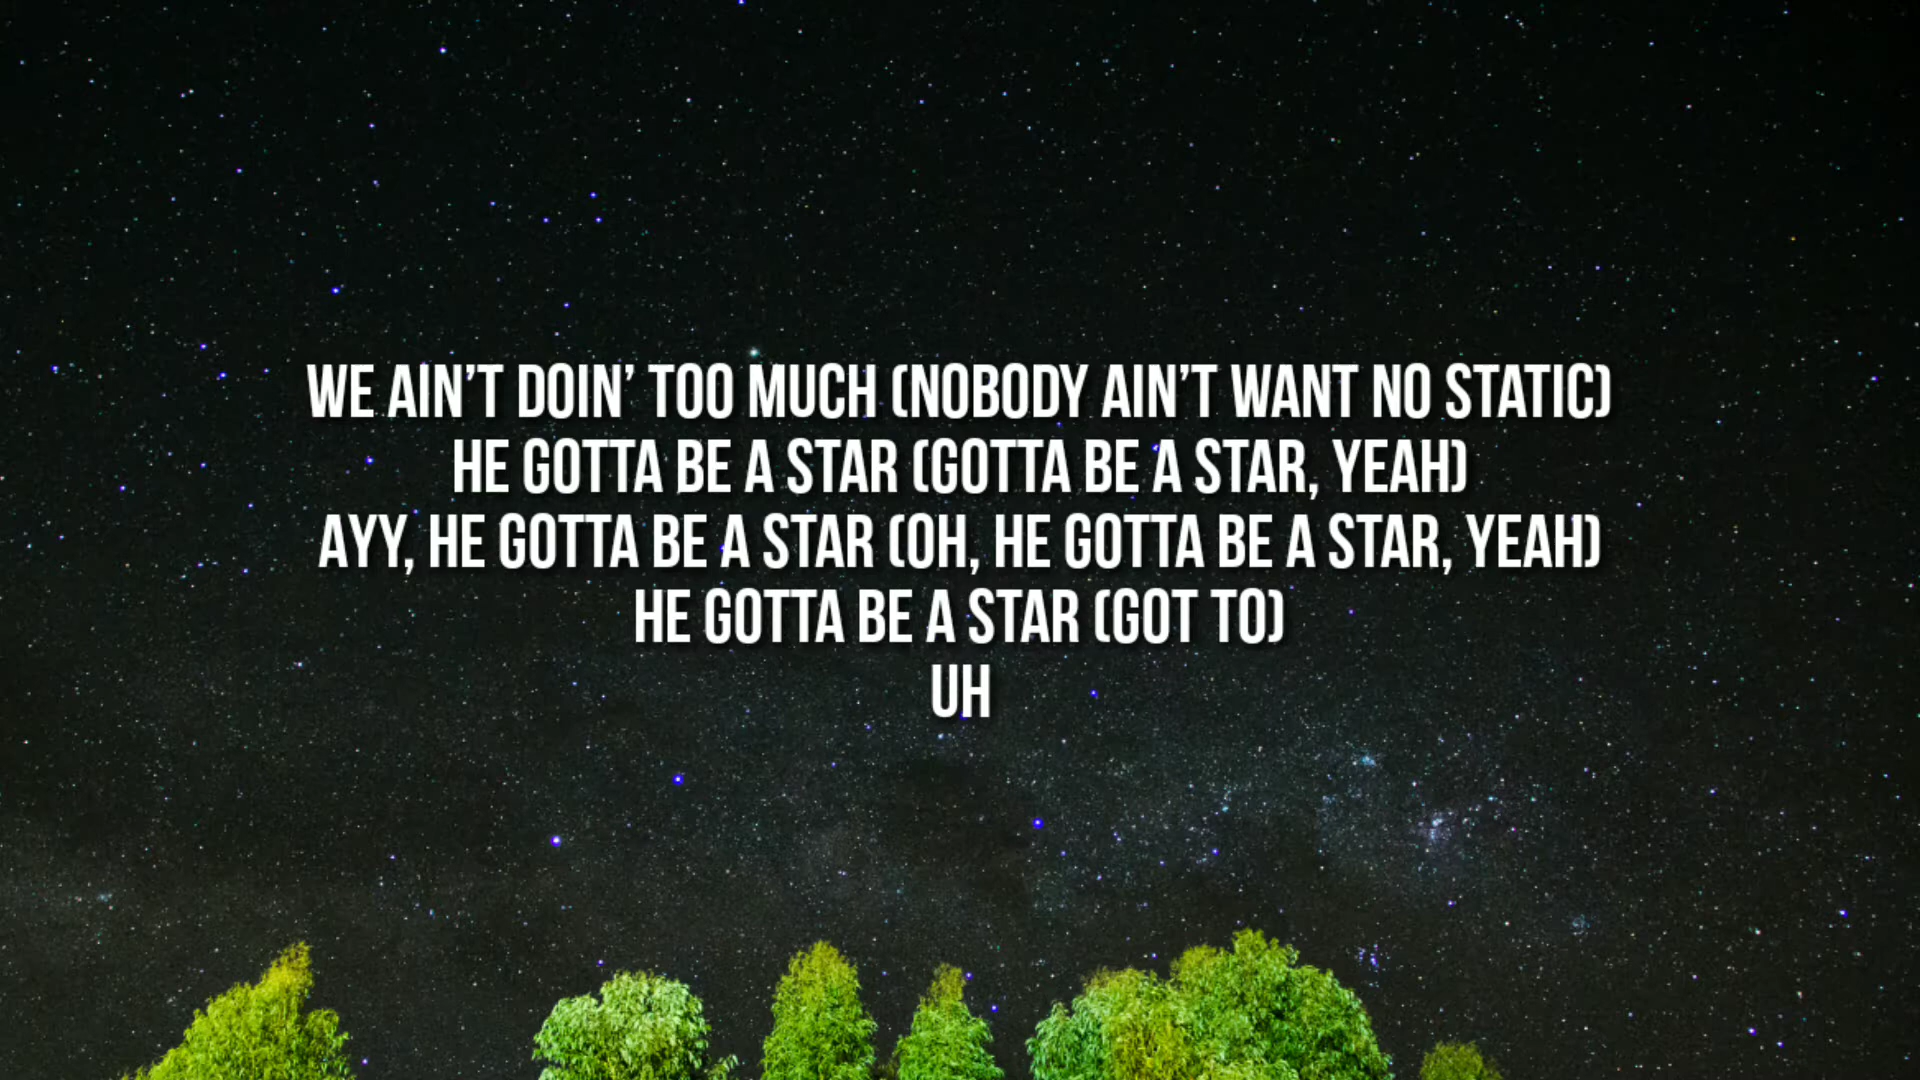 WE AIN'T DOIN' TOO MUCH (NOBODY AIN'T WANT NO STATIC)
HE GOTTA BE A STAR (GOTTA BE A STAR, YEAH)
AYY, HE GOTTA BE A STAR (OH, HE GOTTA BE A STAR, YEAH)
HE GOTTA BE A STAR (GOT TO)
UH